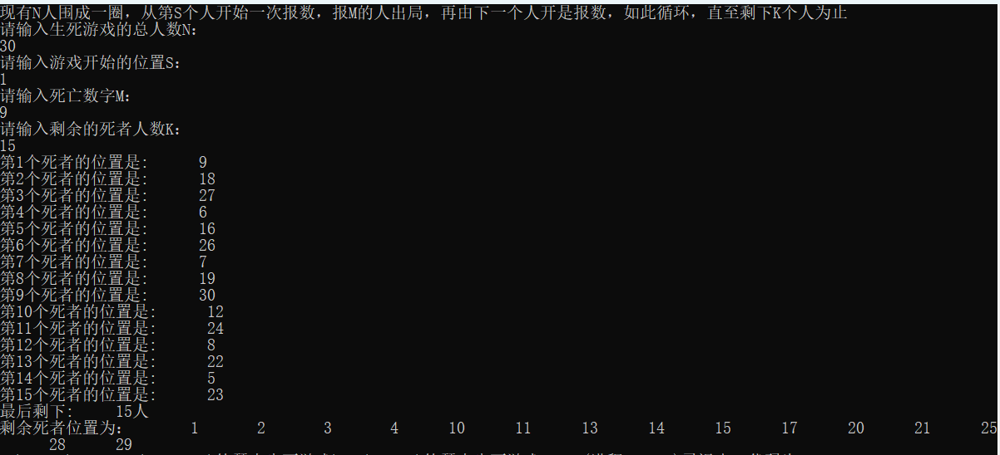 现有N人围成一圈，从第S个人开始一次报数，报M的人出局，再由下一个人开是报数，如此循环，直至剩下K个人为止
请输入生死游戏的总人数N:
30
请输入游戏开始的位置S:
1
请输入死亡数字M:
9
请输入剩余的死者人数K:
15
第1个死者的位置是: 9
第2个死者的位置是: 18
第3个死者的位置是: 27
第4个死者的位置是: 6
第5个死者的位置是: 16
第6个死者的位置是: 26
第7个死者的位置是: 7
第8个死者的位置是: 19
第9个死者的位置是: 30
第10个死者的位置是: 12
第11个死者的位置是: 24
第12个死者的位置是: 8
第13个死者的位置是: 22
第14个死者的位置是: 5
第15个死者的位置是: 23
最后剩下: 15人
剩余死者位置为: 1 2 3 4 10 11 13 14 15 17 20 21 25
28 29